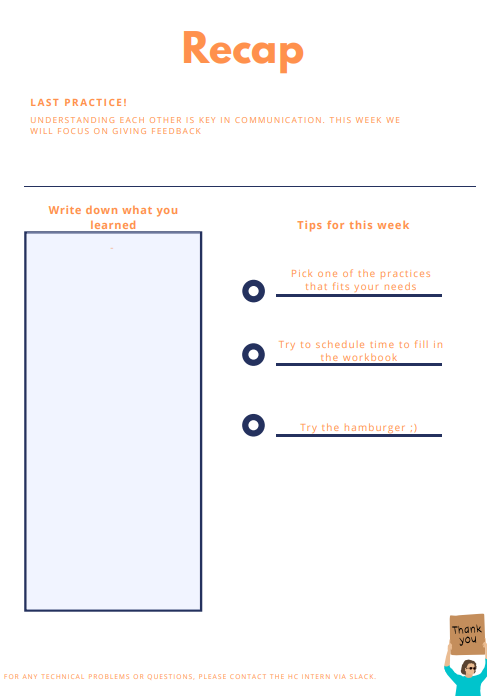 Recap
LAST PRACTICE!
UNDERSTANDING EACH OTHER IS KEY IN COMMUNICATION. THIS WEEK WE
WILL FOCUS ON GIVING FEEDBACK
Write down what you
learned
Tips for this week
Pick one of the practices
that fits your needs
Try to schedule time to fill in
the workbook
Try the hamburger ;)
Thank
you
FOR ANY TECHNICAL PROBLEMS OR QUESTIONS, PLEASE CONTACT THE HC INTERN VIA SLACK.